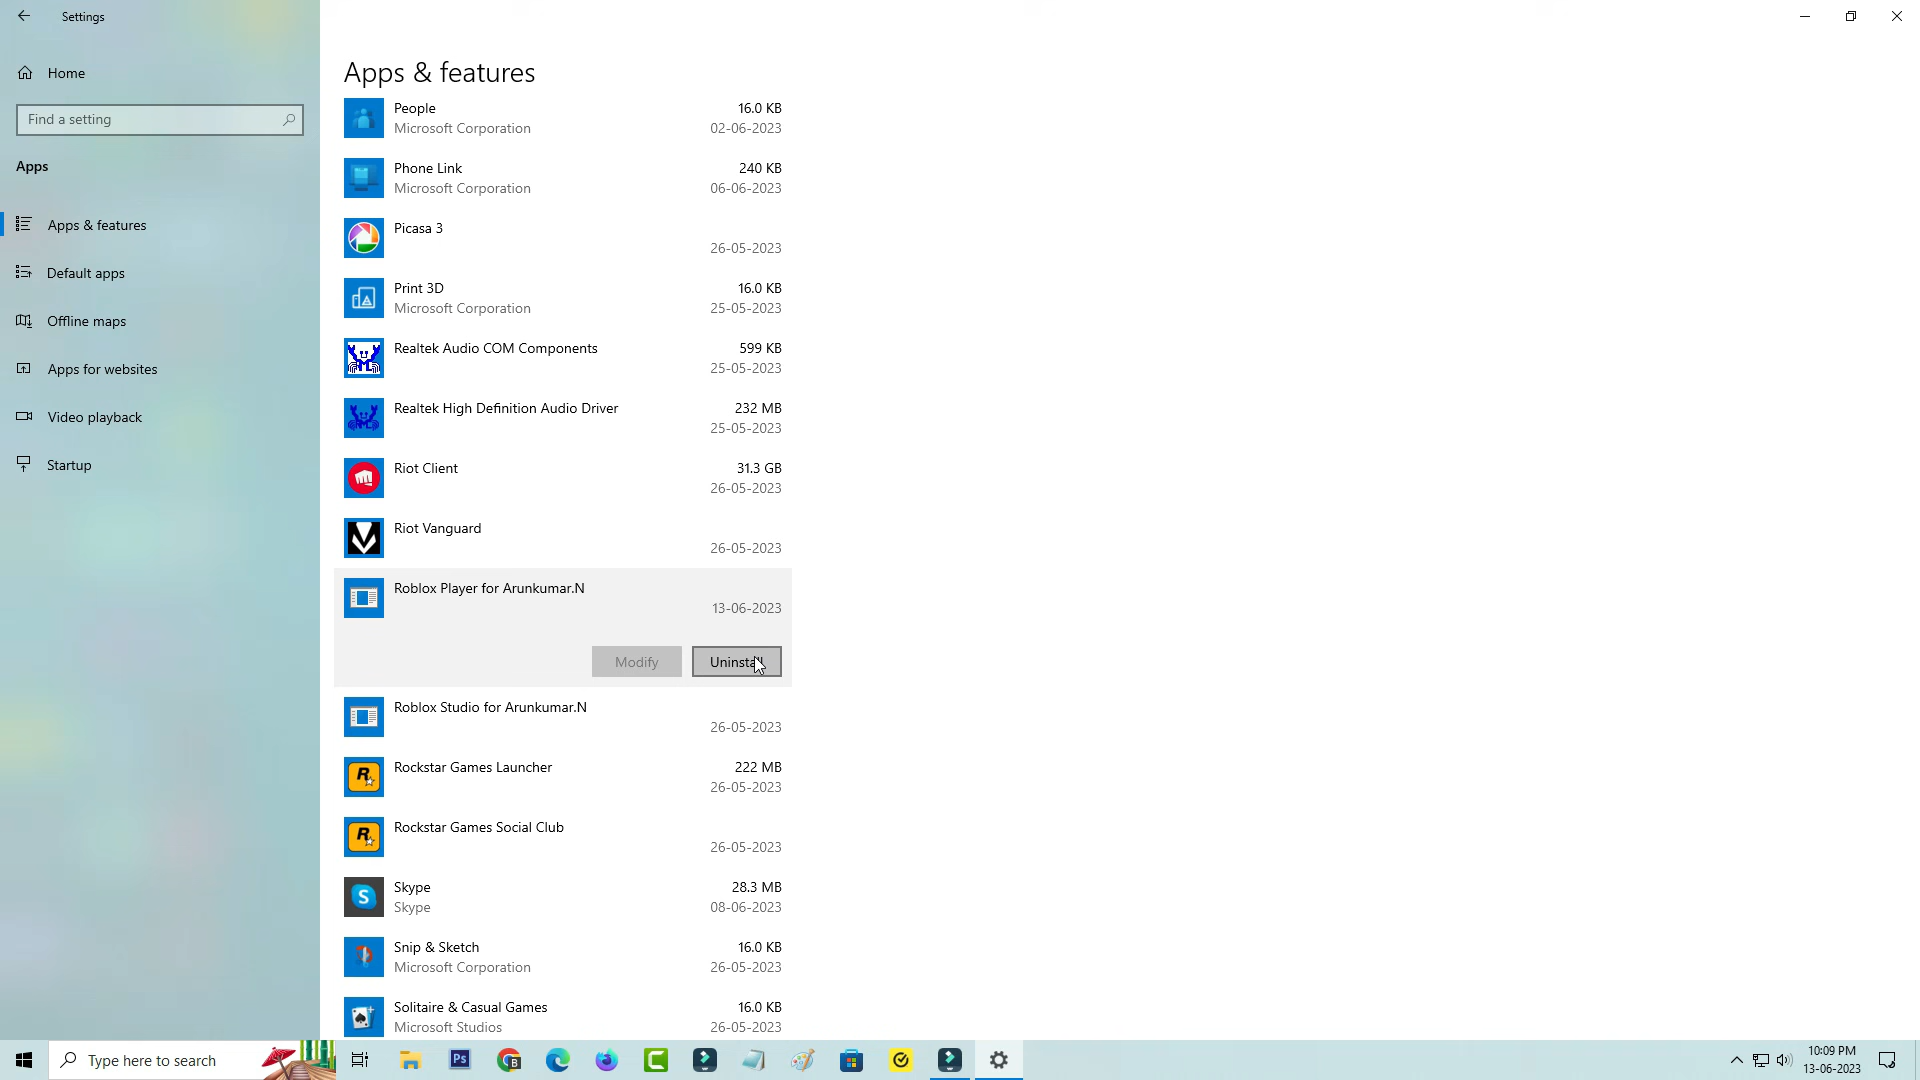 Settings
Home
Find a setting
Apps
Apps & features
Default apps
Offline maps
Apps for websites
Video playback
Startup
Apps & features
People 16.0 KB
Microsoft Corporation 02-06-2023
Phone Link 240 KB
Microsoft Corporation 06-06-2023
Picasa 3
26-05-2023
Print 3D 16.0 KB
Microsoft Corporation 25-05-2023
Realtek Audio COM Components 599 KB
25-05-2023
Realtek High Definition Audio Driver 232 MB
25-05-2023
Riot Client 31.3 GB
26-05-2023
Riot Vanguard
26-05-2023
Roblox Player for Arunkumar.N
13-06-2023
Modify Uninstall
Roblox Studio for Arunkumar.N
26-05-2023
Rockstar Games Launcher 222 MB
26-05-2023
Rockstar Games Social Club
26-05-2023
Skype 28.3 MB
Skype 08-06-2023
Snip & Sketch 16.0 KB
Microsoft Corporation 26-05-2023
Solitaire & Casual Games 16.0 KB
Microsoft Studios 26-05-2023
Type here to search
Ps
10:09 PM
13-06-2023